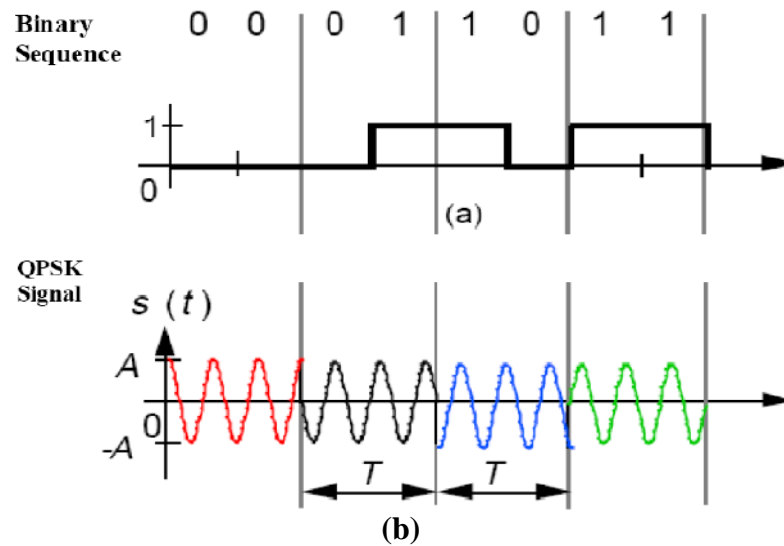 Binary
Sequence
0 0 0 1 1 0 1 1
1
0
(a)
QPSK
Signal
s (t)
A
0
-A
T T
(b)